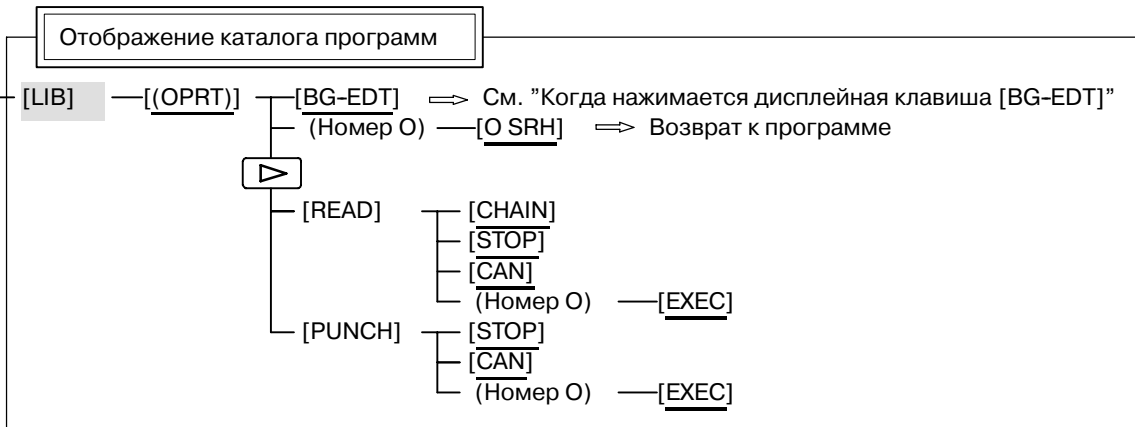 Отображение каталога программ
[LIB] [(OPRT)] [BG-EDT] См. "Когда нажимается дисплейная клавиша [BG-EDT]"
(Номер O) [O SRH] Возврат к программе
[READ] [CHAIN]
[STOP]
[CAN]
(Номер O) [EXEC]
[PUNCH] [STOP]
[CAN]
(Номер O) [EXEC]